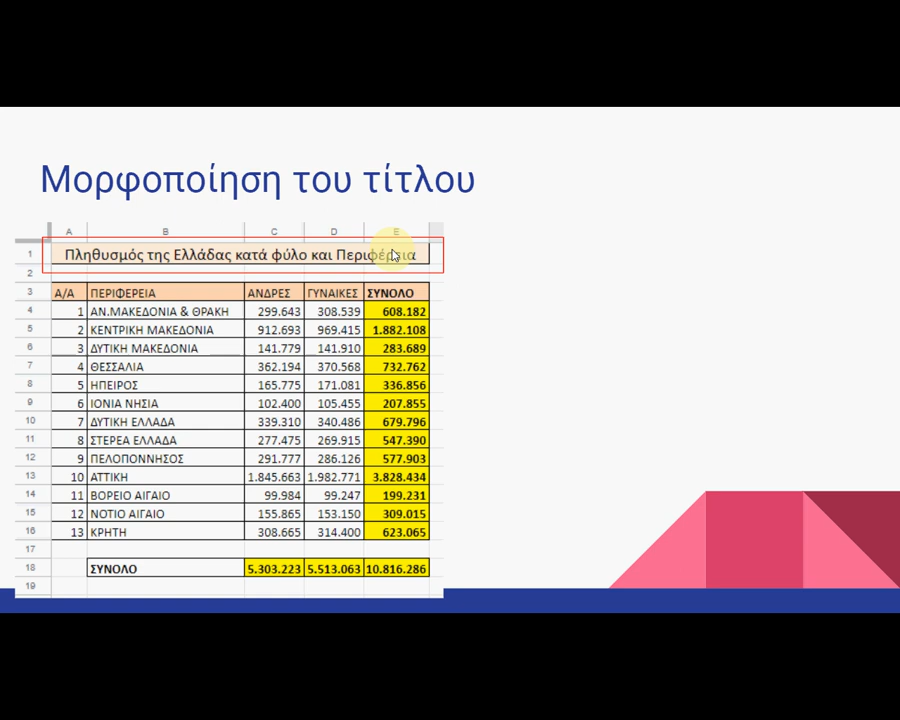 Μορφοποίηση του τίτλου
A B C D E
1 Πληθυσμός της Ελλάδας κατά φύλο και Περιφέρεια
2
3 Α/Α ΠΕΡΙΦΕΡΕΙΑ ΑΝΔΡΕΣ ΓΥΝΑΙΚΕΣ ΣΥΝΟΛΟ
4 1 ΑΝ.ΜΑΚΕΔΟΝΙΑ & ΘΡΑΚΗ 299.643 308.539 608.182
5 2 ΚΕΝΤΡΙΚΗ ΜΑΚΕΔΟΝΙΑ 912.693 969.415 1.882.108
6 3 ΔΥΤΙΚΗ ΜΑΚΕΔΟΝΙΑ 141.779 141.910 283.689
7 4 ΘΕΣΣΑΛΙΑ 362.194 370.568 732.762
8 5 ΗΠΕΙΡΟΣ 165.775 171.081 336.856
9 6 ΙΟΝΙΑ ΝΗΣΙΑ 102.400 105.455 207.855
10 7 ΔΥΤΙΚΗ ΕΛΛΑΔΑ 339.310 340.486 679.796
11 8 ΣΤΕΡΕΑ ΕΛΛΑΔΑ 277.475 269.915 547.390
12 9 ΠΕΛΟΠΟΝΝΗΣΟΣ 291.777 286.126 577.903
13 10 ΑΤΤΙΚΗ 1.845.663 1.982.771 3.828.434
14 11 ΒΟΡΕΙΟ ΑΙΓΑΙΟ 99.984 99.247 199.231
15 12 ΝΟΤΙΟ ΑΙΓΑΙΟ 155.865 153.150 309.015
16 13 ΚΡΗΤΗ 308.665 314.400 623.065
17
18 ΣΥΝΟΛΟ 5.303.223 5.513.063 10.816.286
19